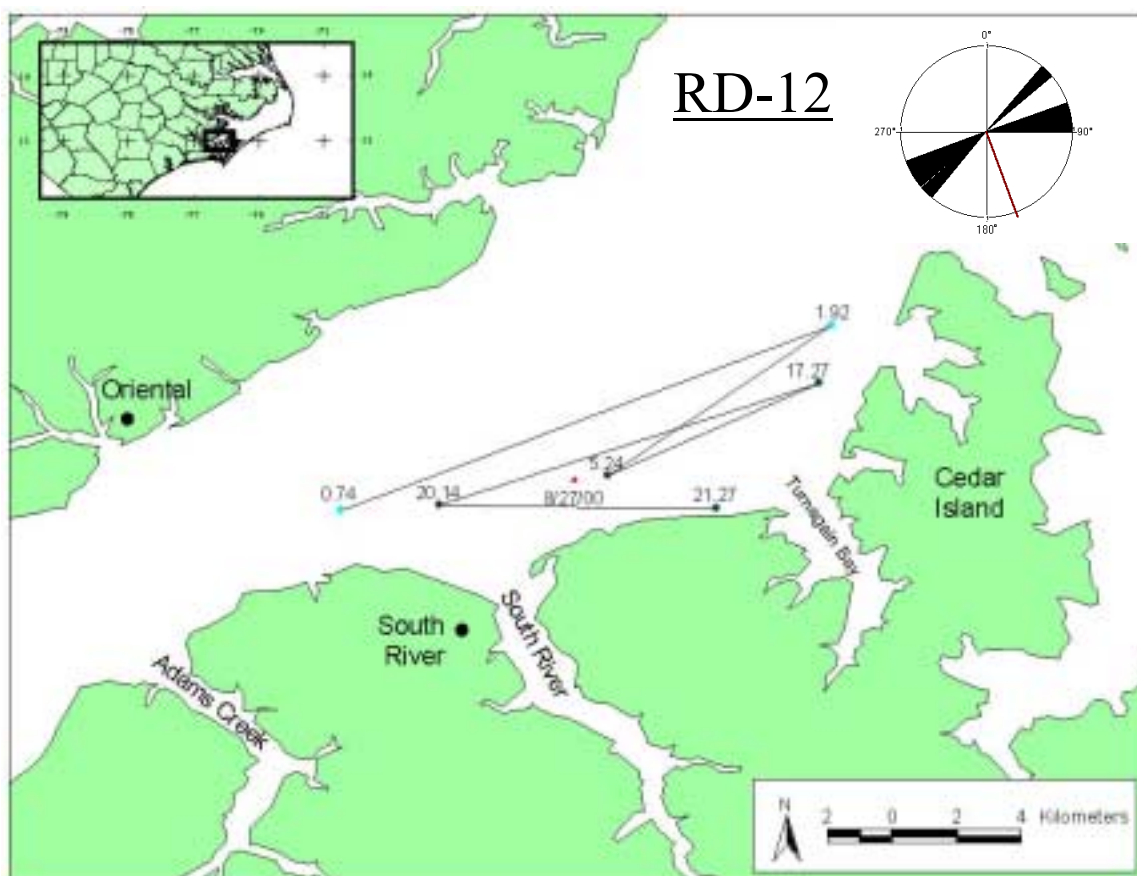 RD-12
0°
270°
90°
180°
1.92
17.27
Oriental
5.24
0.74
20.14
8/27/00
21.27
Cedar
Island
Turnagain Bay
South
River
South River
Adams Creek
N
2 0 2 4 Kilometers